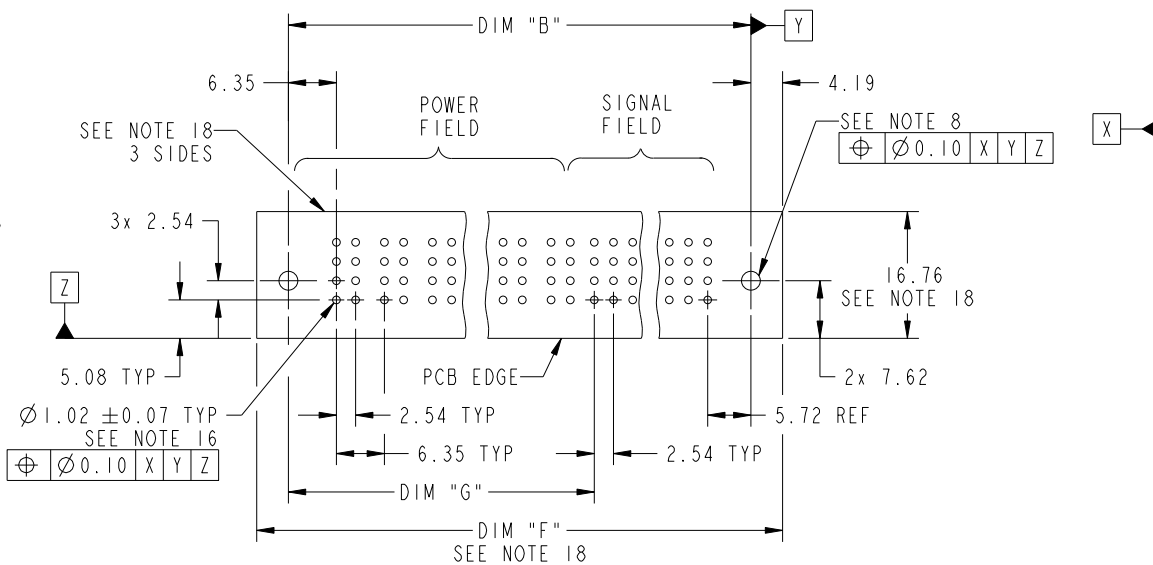 DIM "B"
Y
6.35
4.19
POWER
FIELD
SIGNAL
FIELD
SEE NOTE 18
3 SIDES
SEE NOTE 8
⌖ ∅0.10 X Y Z
X
3x 2.54
Z
16.76
SEE NOTE 18
5.08 TYP
PCB EDGE
2x 7.62
∅1.02 ±0.07 TYP
SEE NOTE 16
⌖ ∅0.10 X Y Z
2.54 TYP
5.72 REF
6.35 TYP
2.54 TYP
DIM "G"
DIM "F"
SEE NOTE 18